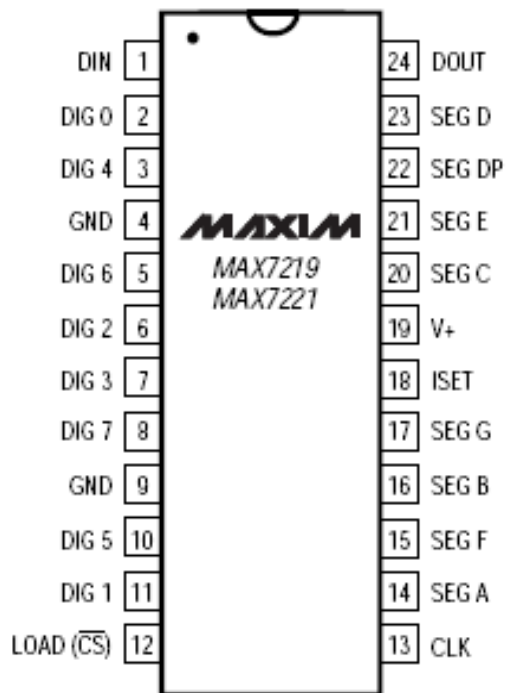 DIN 1 24 DOUT
DIG 0 2 23 SEG D
DIG 4 3 22 SEG DP
GND 4 MAXIM 21 SEG E
DIG 6 5 MAX7219 20 SEG C
MAX7221
DIG 2 6 19 V+
DIG 3 7 18 ISET
DIG 7 8 17 SEG G
GND 9 16 SEG B
DIG 5 10 15 SEG F
DIG 1 11 14 SEG A
LOAD (C̅S̅) 12 13 CLK